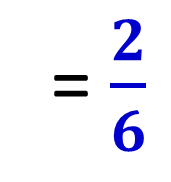 = 2/6